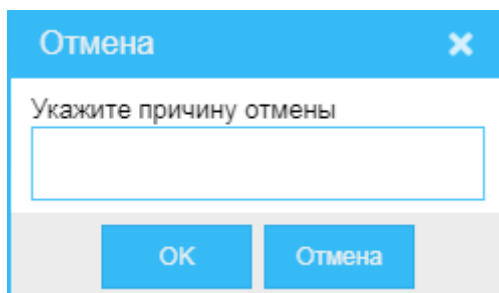 Отмена
Укажите причину отмены
OK
Отмена